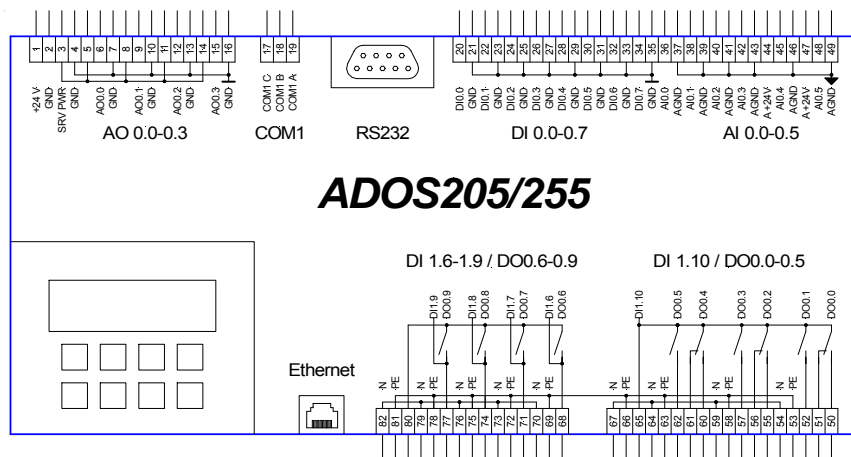 1 2 3 4 5 6 7 8 9 10 11 12 13 14 15 16 17 18 19 20 21 22 23 24 25 26 27 28 29 30 31 32 33 34 35 36 37 38 39 40 41 42 43 44 45 46 47 48 49
+24V
GND
SRV PWR
GND
AO0.0
GND
AO0.1
GND
AO0.2
GND
AO0.3
GND
COM1 C
COM1 B
COM1 A
DI0.0
GND
DI0.1
GND
DI0.2
GND
DI0.3
GND
DI0.4
GND
DI0.5
GND
DI0.6
GND
DI0.7
GND
AI0.0
AGND
AI0.1
AGND
AI0.2
AGND
AI0.3
AGND
A+24V
AI0.4
AGND
A+24V
AI0.5
AGND
AO 0.0-0.3 COM1 RS232 DI 0.0-0.7 AI 0.0-0.5
ADOS205/255
DI 1.6-1.9 / DO0.6-0.9 DI 1.10 / DO0.0-0.5
DI1.9
DO0.9
DI1.8
DO0.8
DI1.7
DO0.7
DI1.6
DO0.6
DI1.10
DO0.5
DO0.4
DO0.3
DO0.2
DO0.1
DO0.0
Ethernet
N
PE
N
PE
N
PE
N
PE
N
PE
N
PE
N
PE
N
PE
N
PE
82 81 80 79 78 77 76 75 74 73 72 71 70 69 68 67 66 65 64 63 62 61 60 59 58 57 56 55 54 53 52 51 50